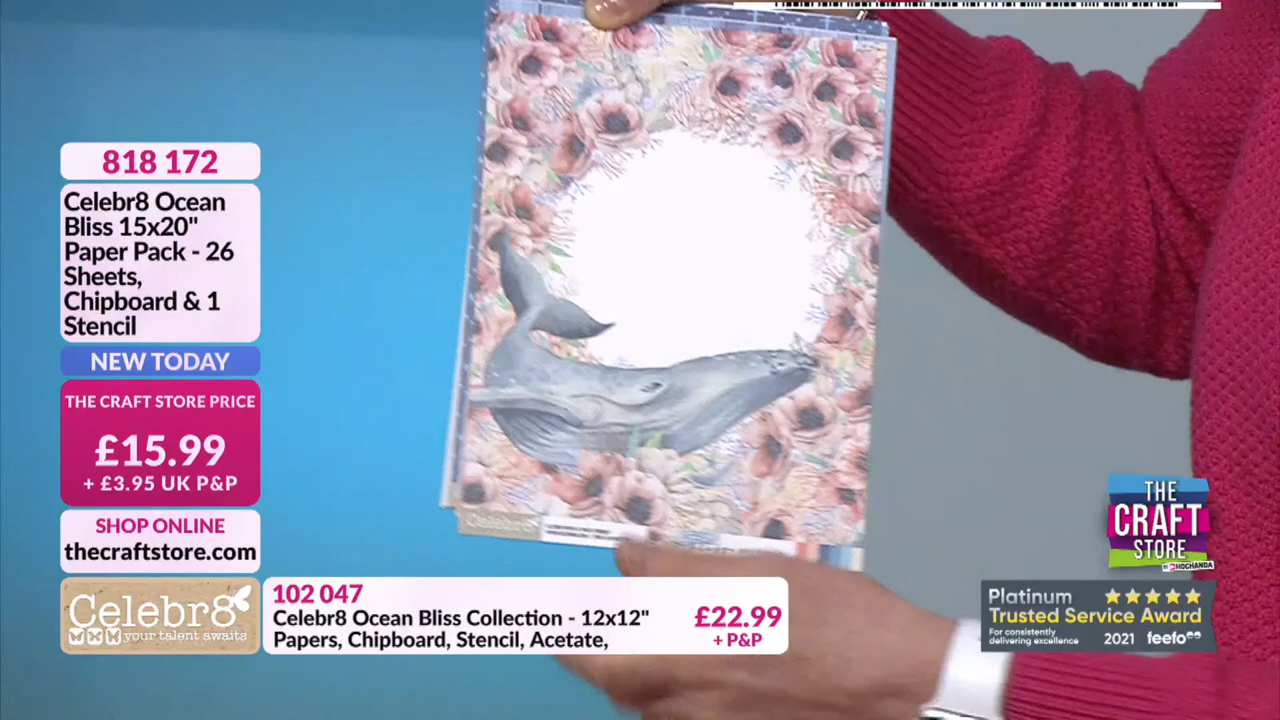 818 172
Celebr8 Ocean
Bliss 15x20"
Paper Pack - 26
Sheets,
Chipboard & 1
Stencil
NEW TODAY
THE CRAFT STORE PRICE
£15.99
+ £3.95 UK P&P
SHOP ONLINE
thecraftstore.com
Celebr8
your talent awaits
102 047
Celebr8 Ocean Bliss Collection - 12x12"
Papers, Chipboard, Stencil, Acetate,
£22.99
+ P&P
THE
CRAFT
STORE
BY HOCHANDA
Platinum
Trusted Service Award
For consistently
delivering excellence
2021 feefo
Celebr8